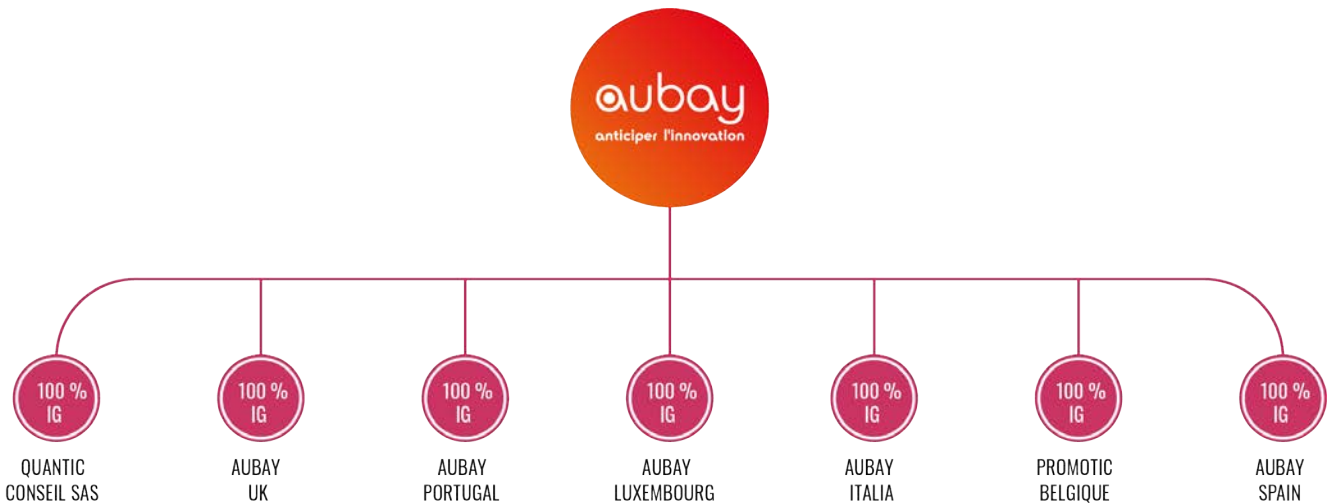 aubay
anticiper l'innovation
100 %
IG
100 %
IG
100 %
IG
100 %
IG
100 %
IG
100 %
IG
100 %
IG
QUANTIC
CONSEIL SAS
AUBAY
UK
AUBAY
PORTUGAL
AUBAY
LUXEMBOURG
AUBAY
ITALIA
PROMOTIC
BELGIQUE
AUBAY
SPAIN